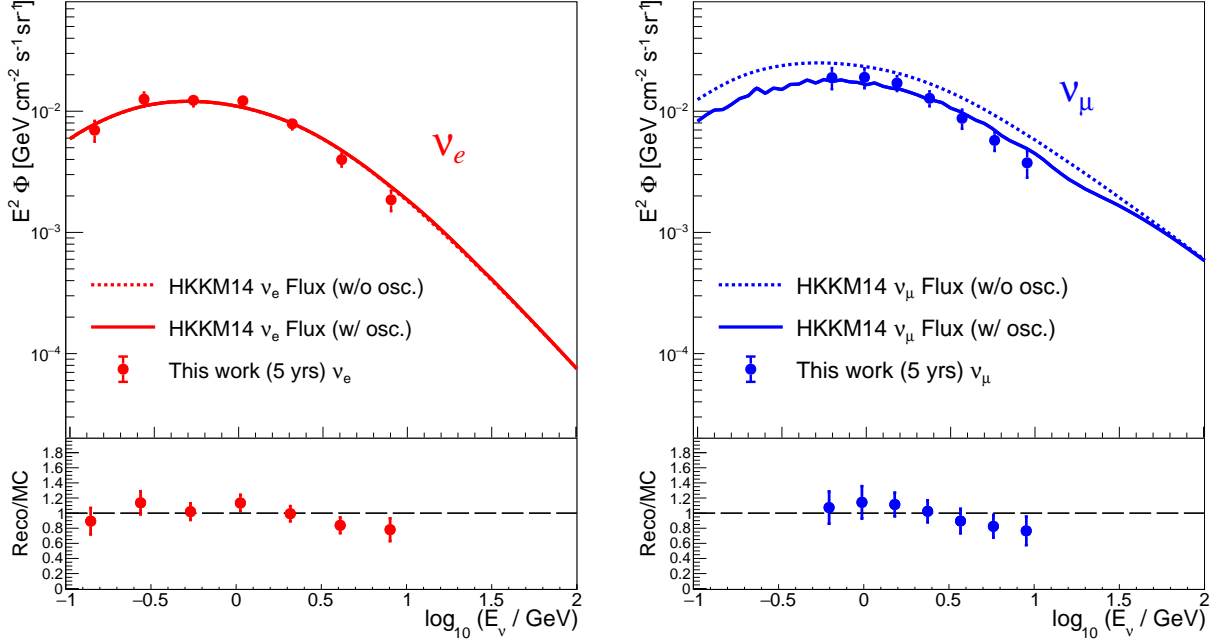 E² Φ [GeV cm⁻² s⁻¹ sr⁻¹]
10⁻²
10⁻³
10⁻⁴
νₑ
HKKM14 νₑ Flux (w/o osc.)
HKKM14 νₑ Flux (w/ osc.)
This work (5 yrs) νₑ
Reco/MC
1.8
1.6
1.4
1.2
1
0.8
0.6
0.4
0.2
0
−1 −0.5 0 0.5 1 1.5 2
log₁₀ (Eᵥ / GeV)
E² Φ [GeV cm⁻² s⁻¹ sr⁻¹]
10⁻²
10⁻³
10⁻⁴
ν_μ
HKKM14 ν_μ Flux (w/o osc.)
HKKM14 ν_μ Flux (w/ osc.)
This work (5 yrs) ν_μ
Reco/MC
1.8
1.6
1.4
1.2
1
0.8
0.6
0.4
0.2
0
−1 −0.5 0 0.5 1 1.5 2
log₁₀ (Eᵥ / GeV)